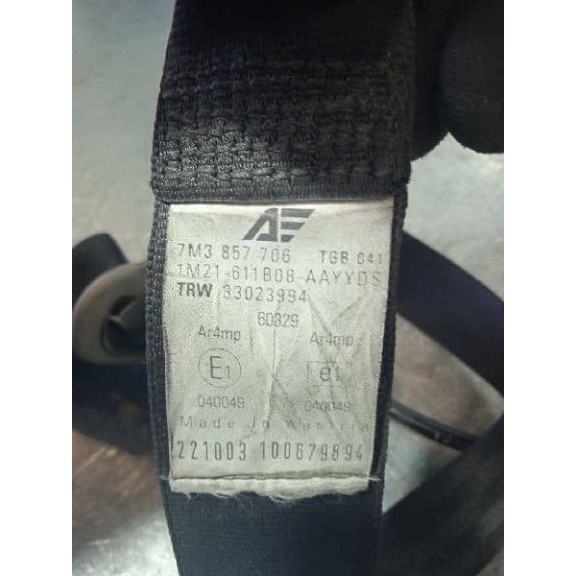 AE
7M3 857 706 TGB 041
1M21-611B08-AAYYDS
TRW 33023994
60829
Ar4mp Ar4mp
E1 e1
040049 040049
Made in Austria
221003 100679894